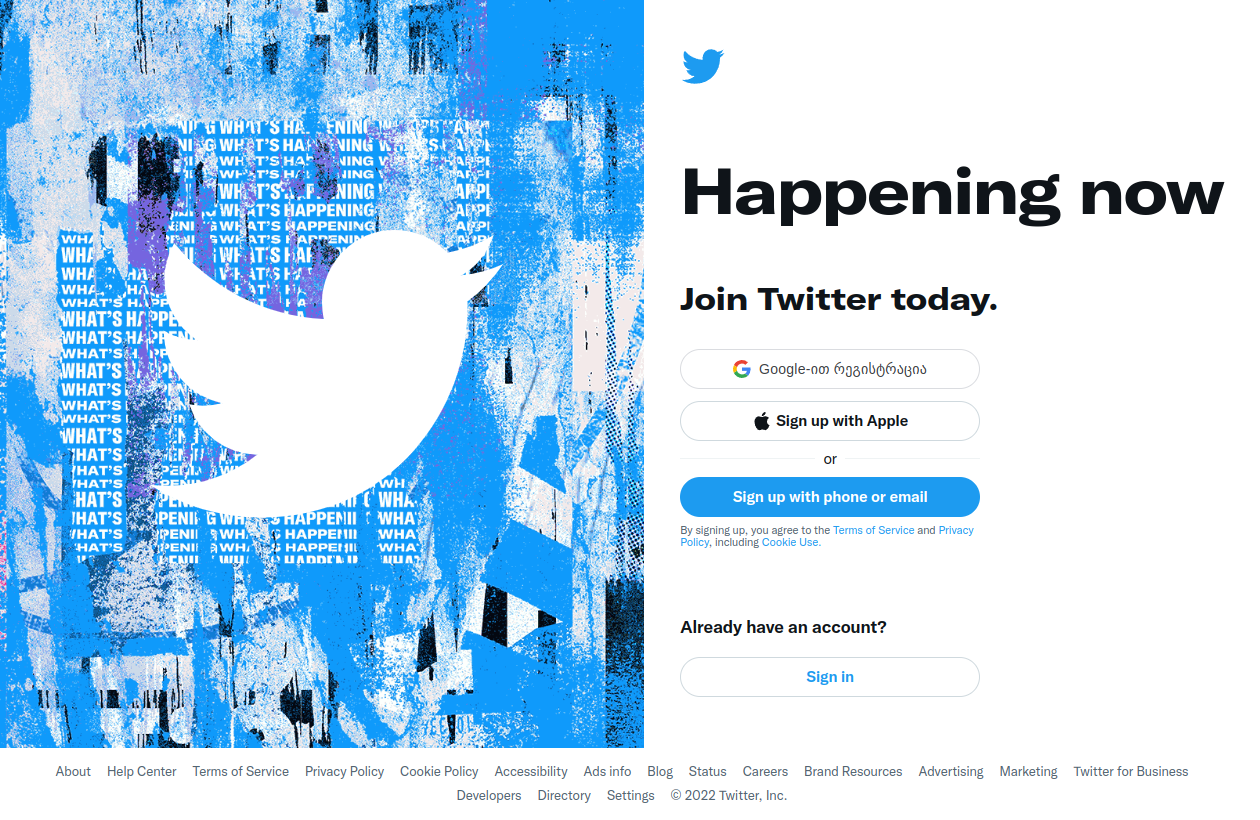 WHAT'S HAPPENING
Happening now
Join Twitter today.
Google-ით რეგისტრაცია
Sign up with Apple
or
Sign up with phone or email
By signing up, you agree to the Terms of Service and Privacy
Policy, including Cookie Use.
Already have an account?
Sign in
About Help Center Terms of Service Privacy Policy Cookie Policy Accessibility Ads info Blog Status Careers Brand Resources Advertising Marketing Twitter for Business
Developers Directory Settings © 2022 Twitter, Inc.